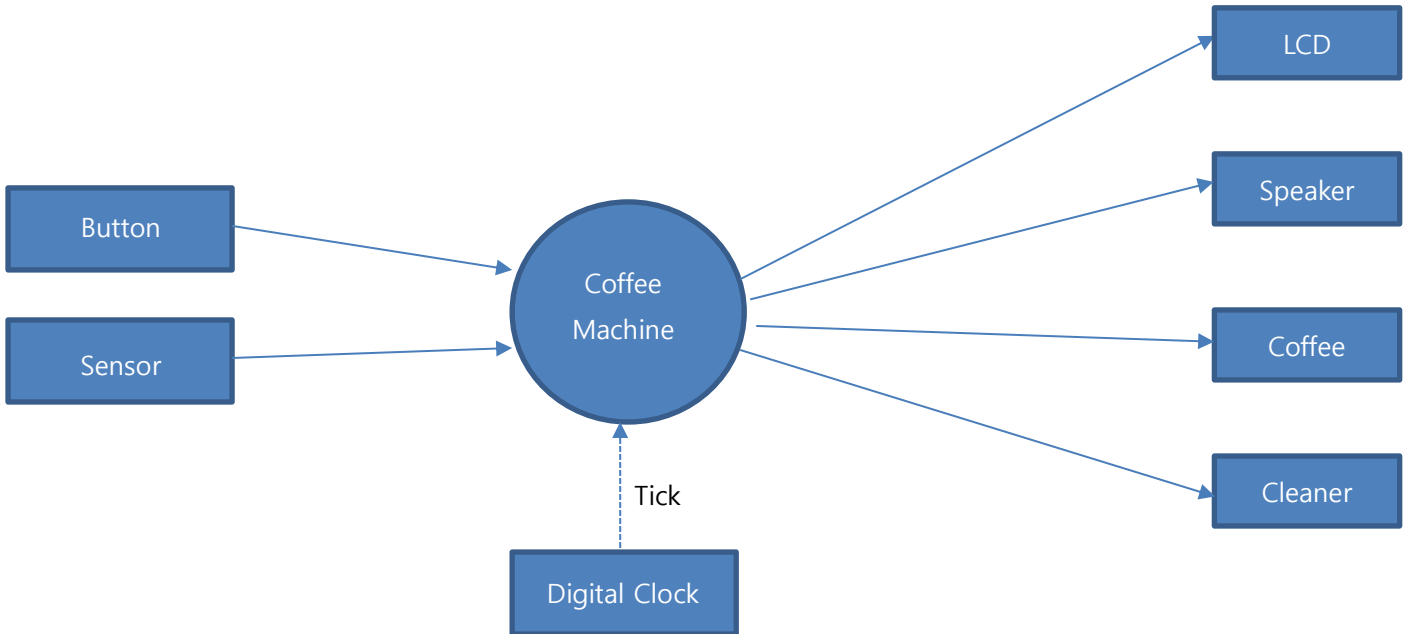 LCD
Speaker
Button
Coffee
Machine
Sensor
Coffee
Cleaner
Tick
Digital Clock